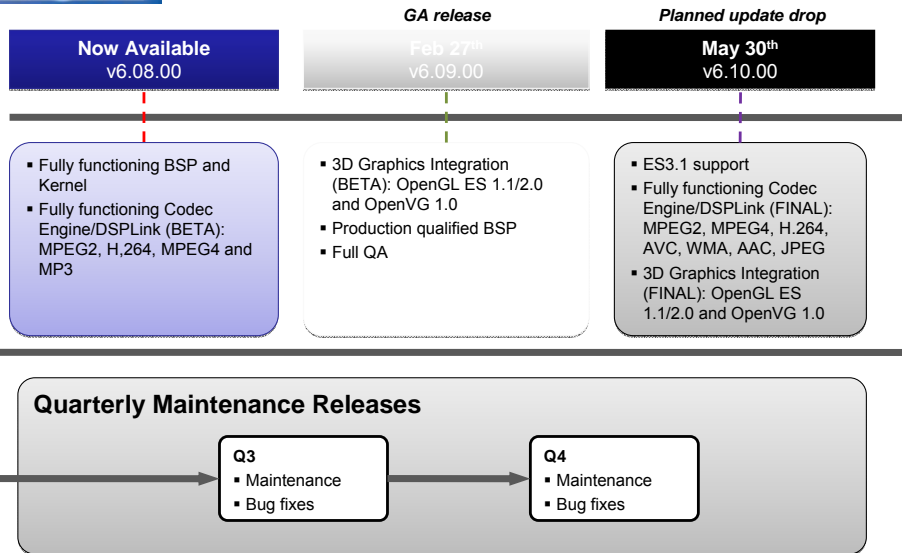 GA release
Planned update drop
Now Available
v6.08.00
Feb 27th
v6.09.00
May 30th
v6.10.00
▪ Fully functioning BSP and
Kernel
▪ Fully functioning Codec
Engine/DSPLink (BETA):
MPEG2, H,264, MPEG4 and
MP3
▪ 3D Graphics Integration
(BETA): OpenGL ES 1.1/2.0
and OpenVG 1.0
▪ Production qualified BSP
▪ Full QA
▪ ES3.1 support
▪ Fully functioning Codec
Engine/DSPLink (FINAL):
MPEG2, MPEG4, H.264,
AVC, WMA, AAC, JPEG
▪ 3D Graphics Integration
(FINAL): OpenGL ES
1.1/2.0 and OpenVG 1.0
Quarterly Maintenance Releases
Q3
▪ Maintenance
▪ Bug fixes
Q4
▪ Maintenance
▪ Bug fixes